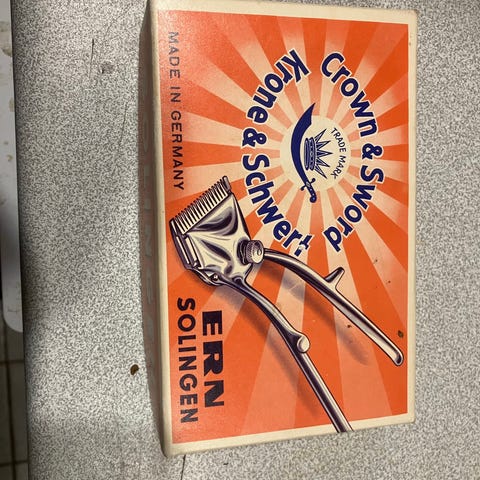 Crown & Sword
Krone & Schwert
TRADE MARK
MADE IN GERMANY
ERN
SOLINGEN